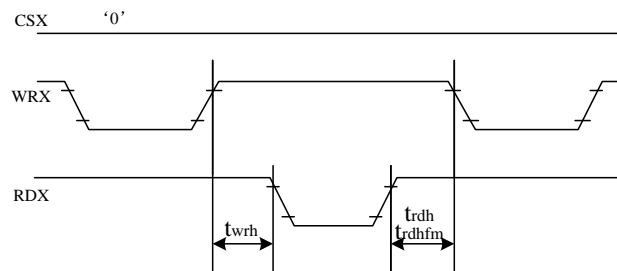 CSX ‘0’
WRX
RDX
twrh
trdh
trdhfm